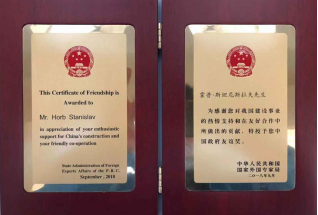 This Certificate of Friendship is
Awarded to
Mr. Horb Stanislav
in appreciation of your enthusiastic
support for China's construction and
your friendly co-operation
State Administration of Foreign
Experts Affairs of the P. R. C.
September, 2018
霍普·斯坦尼斯拉夫先生
为感谢您对我国建设事业
的热情支持和在友好合作中
所做出的贡献，特授予您中
国政府友谊奖。
中华人民共和国
国家外国专家局
二〇一八年九月